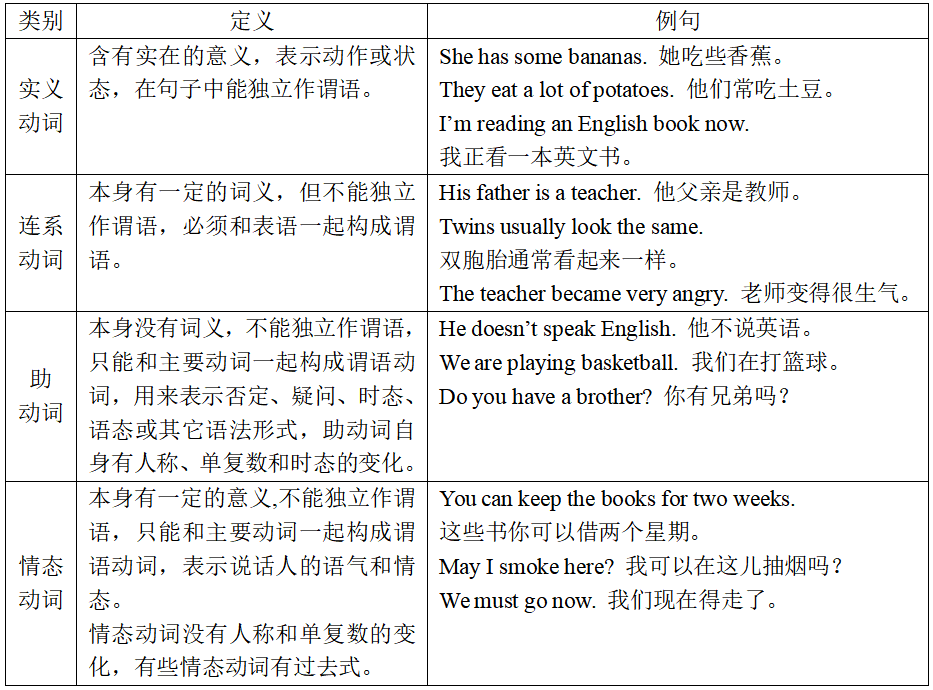 类别 定义 例句
实义
动词
含有实在的意义，表示动作或状
态，在句子中能独立作谓语。
She has some bananas. 她吃些香蕉。
They eat a lot of potatoes. 他们常吃土豆。
I’m reading an English book now.
我正看一本英文书。
连系
动词
本身有一定的词义，但不能独立
作谓语，必须和表语一起构成谓
语。
His father is a teacher. 他父亲是教师。
Twins usually look the same.
双胞胎通常看起来一样。
The teacher became very angry. 老师变得很生气。
助
动词
本身没有词义，不能独立作谓语，
只能和主要动词一起构成谓语动
词，用来表示否定、疑问、时态、
语态或其它语法形式，助动词自
身有人称、单复数和时态的变化。
He doesn’t speak English. 他不说英语。
We are playing basketball. 我们在打篮球。
Do you have a brother? 你有兄弟吗？
情态
动词
本身有一定的意义,不能独立作谓
语，只能和主要动词一起构成谓
语动词，表示说话人的语气和情
态。
情态动词没有人称和单复数的变
化，有些情态动词有过去式。
You can keep the books for two weeks.
这些书你可以借两个星期。
May I smoke here? 我可以在这儿抽烟吗？
We must go now. 我们现在得走了。